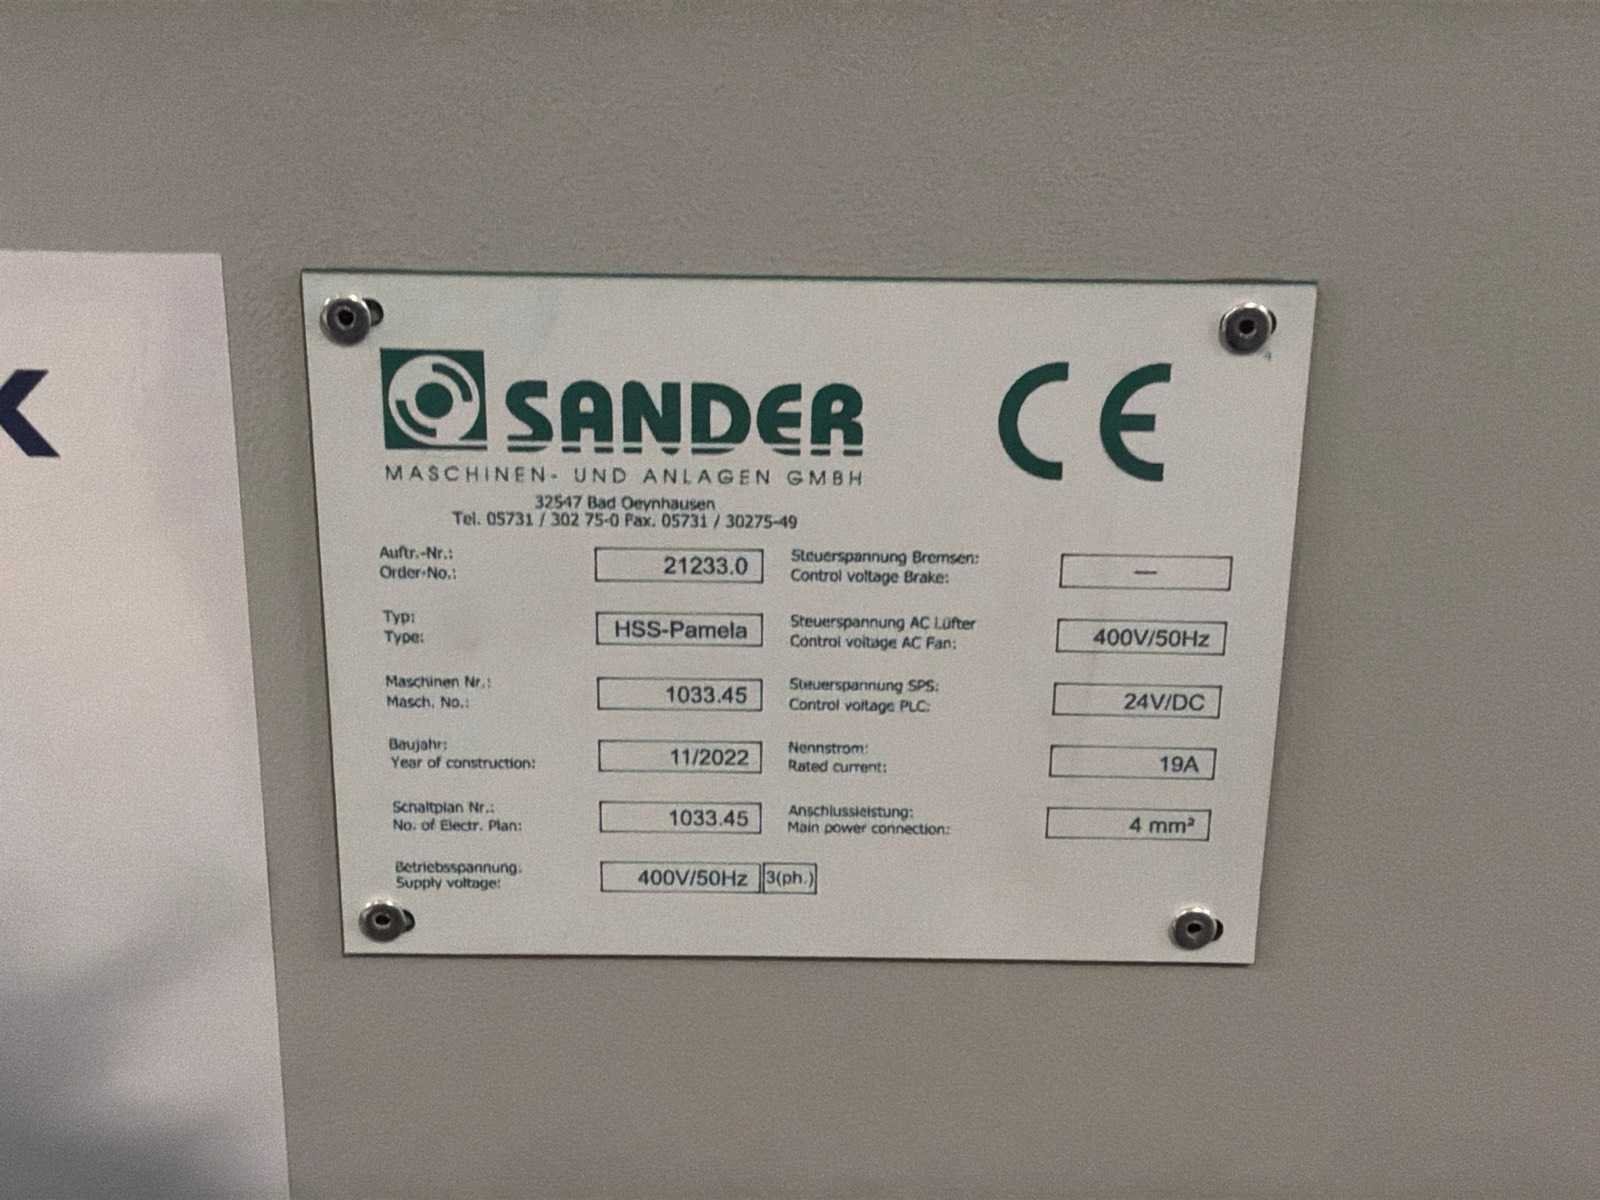 K
SANDER
CE
MASCHINEN- UND ANLAGEN GMBH
32547 Bad Oeynhausen
Tel. 05731 / 302 75-0 Fax. 05731 / 30275-49
Auftr.-Nr.:
Order-No.:
21233.0
Steuerspannung Bremsen:
Control voltage Brake:
—
Typ:
Type:
HSS-Pamela
Steuerspannung AC Lüfter
Control voltage AC Fan:
400V/50Hz
Maschinen Nr.:
Masch. No.:
1033.45
Steuerspannung SPS:
Control voltage PLC:
24V/DC
Baujahr:
Year of construction:
11/2022
Nennstrom:
Rated current:
19A
Schaltplan Nr.:
No. of Electr. Plan:
1033.45
Anschlussleistung:
Main power connection:
4 mm²
Betriebsspannung:
Supply voltage:
400V/50Hz 3(ph.)